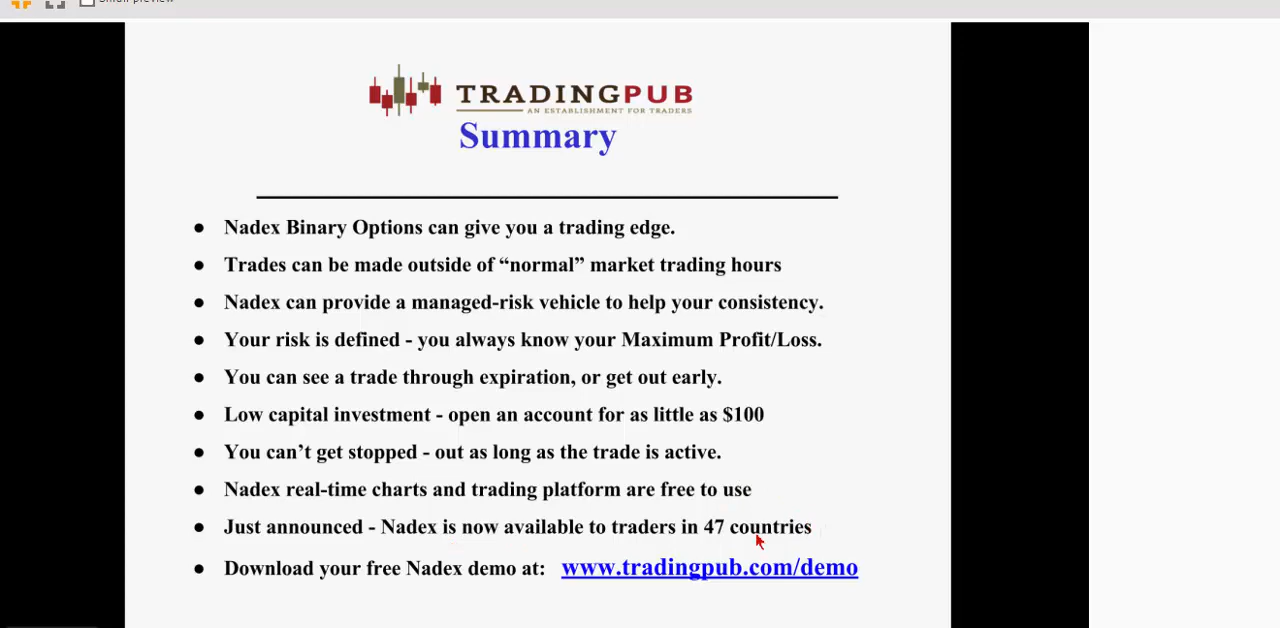 Small preview
TRADINGPUB
AN ESTABLISHMENT FOR TRADERS
Summary
● Nadex Binary Options can give you a trading edge.
● Trades can be made outside of “normal” market trading hours
● Nadex can provide a managed-risk vehicle to help your consistency.
● Your risk is defined - you always know your Maximum Profit/Loss.
● You can see a trade through expiration, or get out early.
● Low capital investment - open an account for as little as $100
● You can’t get stopped - out as long as the trade is active.
● Nadex real-time charts and trading platform are free to use
● Just announced - Nadex is now available to traders in 47 countries
● Download your free Nadex demo at: www.tradingpub.com/demo